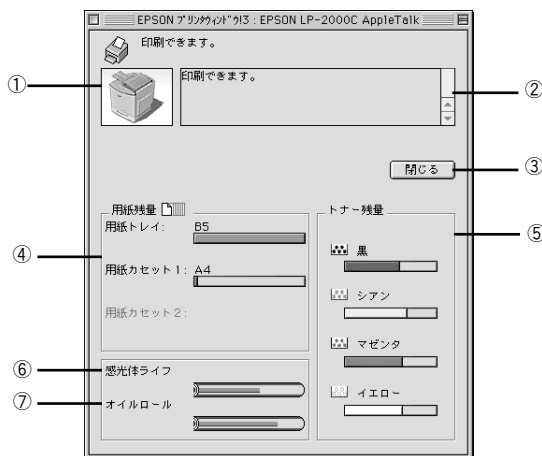 EPSON プリンタウィンドウ!3 : EPSON LP-2000C AppleTalk
印刷できます。
①
印刷できます。
②
閉じる
③
用紙残量
用紙トレイ: B5
④
用紙カセット1: A4
用紙カセット2:
トナー残量
⑤
黒
シアン
マゼンタ
イエロー
⑥
感光体ライフ
⑦
オイルロール